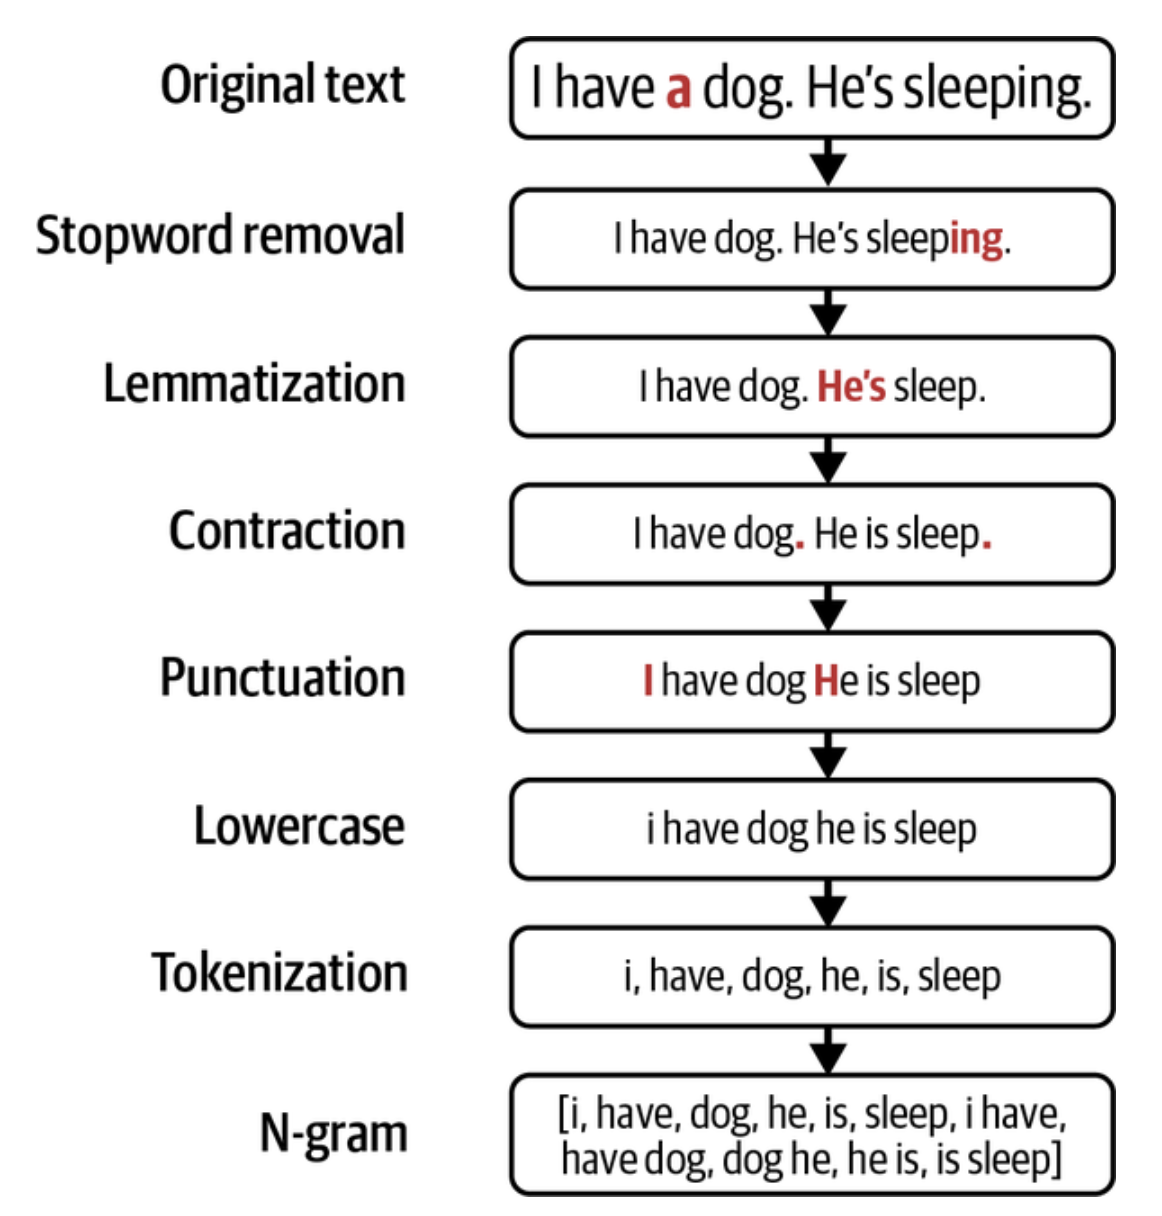 Original text
I have a dog. He's sleeping.
Stopword removal
I have dog. He's sleeping.
Lemmatization
I have dog. He's sleep.
Contraction
I have dog. He is sleep.
Punctuation
I have dog He is sleep
Lowercase
i have dog he is sleep
Tokenization
i, have, dog, he, is, sleep
N-gram
[i, have, dog, he, is, sleep, i have,
have dog, dog he, he is, is sleep]